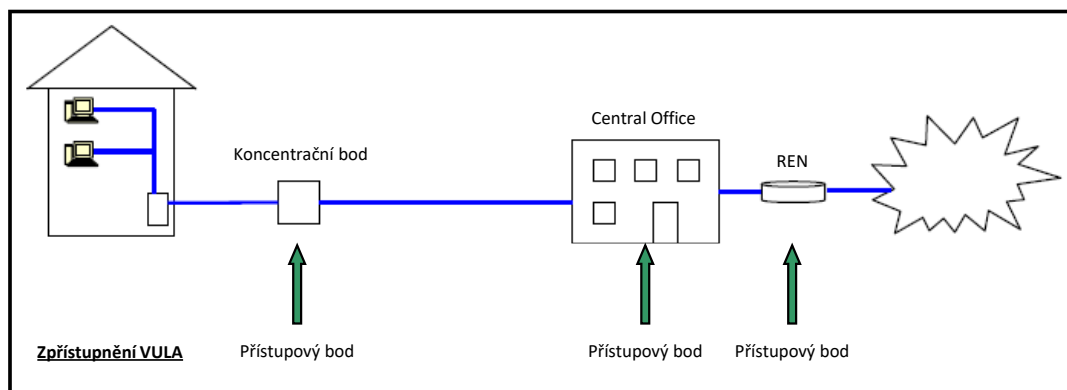 Central Office
Koncentrační bod
REN
Zpřístupnění VULA
Přístupový bod
Přístupový bod
Přístupový bod